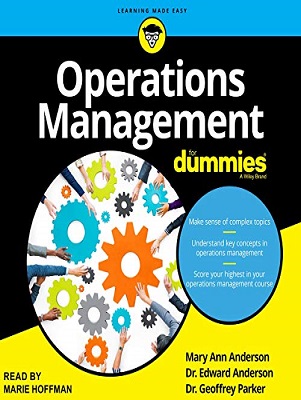 LEARNING MADE EASY
Operations
Management
for
dummies
A Wiley Brand
Make sense of complex topics
Understand key concepts in
operations management
Score your highest in your
operations management course
Mary Ann Anderson
Dr. Edward Anderson
Dr. Geoffrey Parker
READ BY
MARIE HOFFMAN